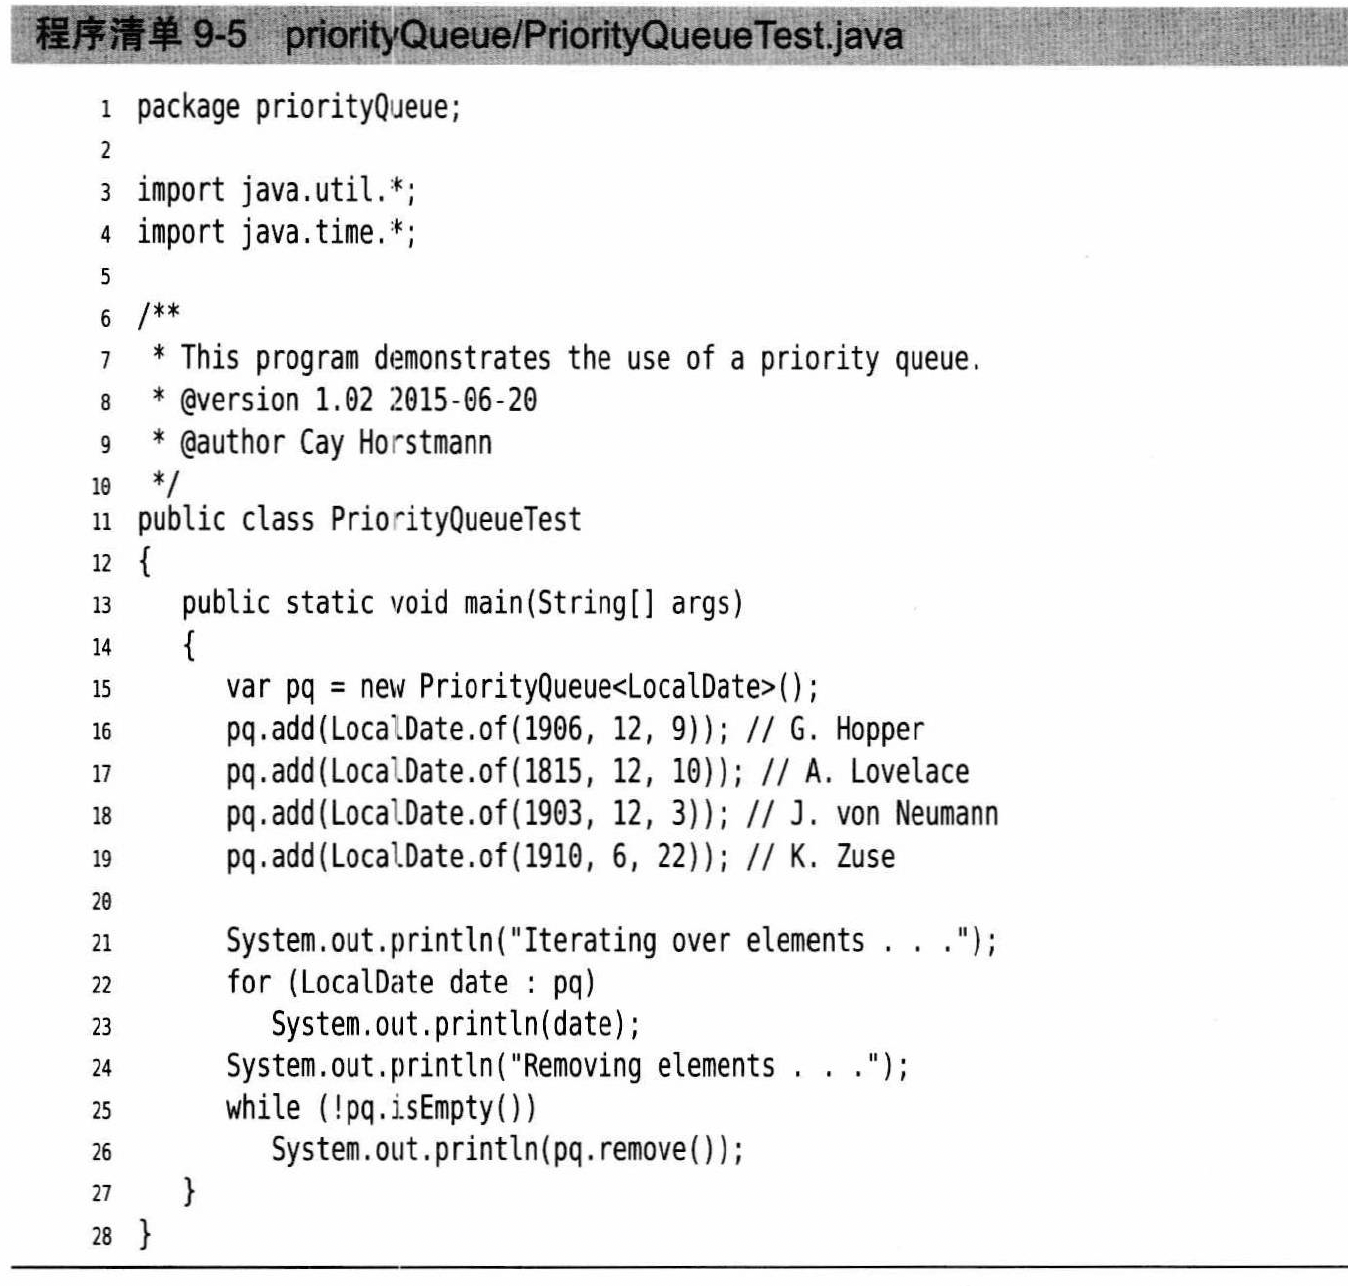 程序清单 9-5 priorityQueue/PriorityQueueTest.java
1 package priorityQueue;
2
3 import java.util.*;
4 import java.time.*;
5
6 /**
7  * This program demonstrates the use of a priority queue.
8  * @version 1.02 2015-06-20
9  * @author Cay Horstmann
10  */
11 public class PriorityQueueTest
12 {
13    public static void main(String[] args)
14    {
15       var pq = new PriorityQueue<LocalDate>();
16       pq.add(LocalDate.of(1906, 12, 9)); // G. Hopper
17       pq.add(LocalDate.of(1815, 12, 10)); // A. Lovelace
18       pq.add(LocalDate.of(1903, 12, 3)); // J. von Neumann
19       pq.add(LocalDate.of(1910, 6, 22)); // K. Zuse
20
21       System.out.println("Iterating over elements . . .");
22       for (LocalDate date : pq)
23          System.out.println(date);
24       System.out.println("Removing elements . . .");
25       while (!pq.isEmpty())
26          System.out.println(pq.remove());
27    }
28 }